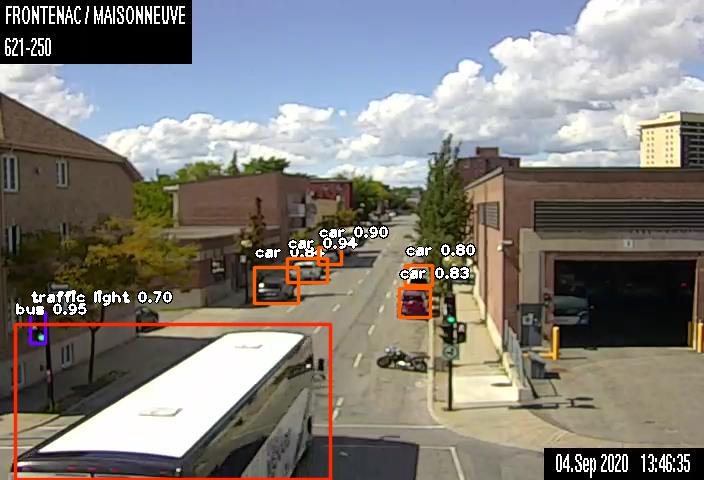 FRONTENAC / MAISONNEUVE
621-250
car 0.90
car 0.94
car 0.80
car 0.8
car 0.83
traffic light 0.70
bus 0.95
04.Sep 2020 13:46:35